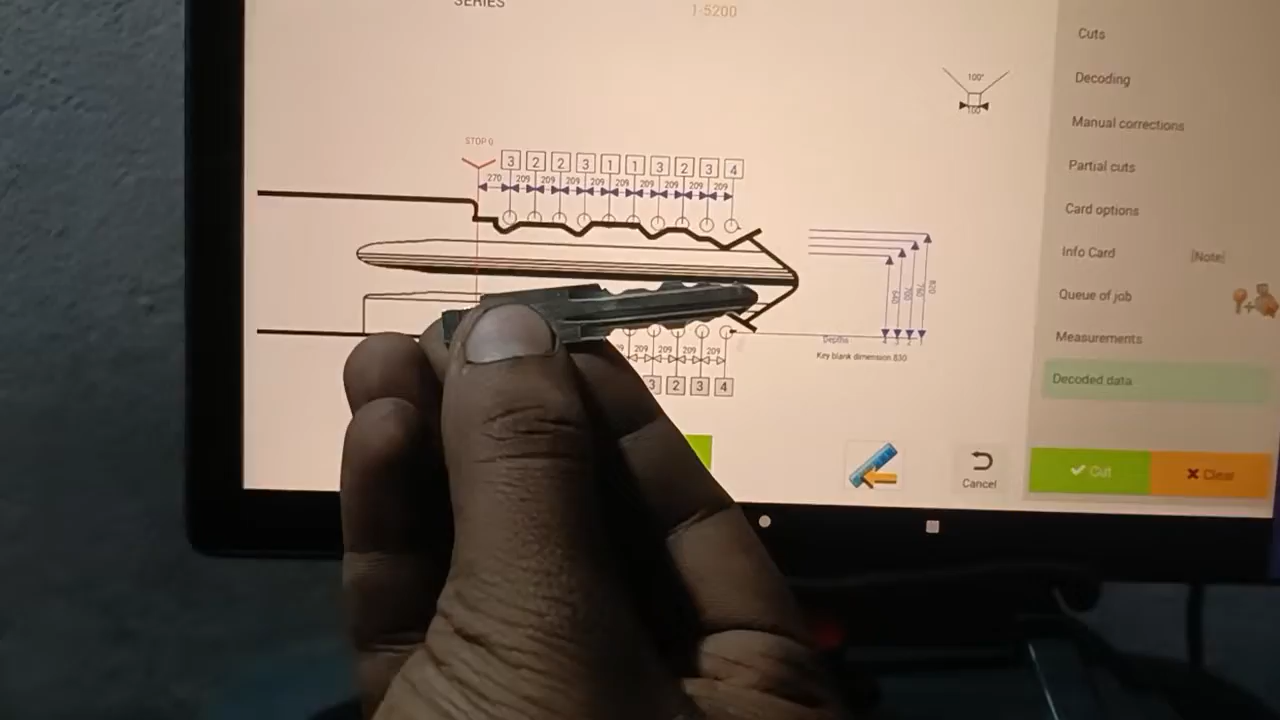 SERIES
1-5200
Cuts
Decoding
Manual corrections
Partial cuts
Card options
Info Card
[Note]
Queue of job
Measurements
Decoded data
100°
100
STOP 0
3 2 2 3 1 1 3 2 3 4
270 209 209 209 209 209 209 209 209 209
640 700 760 820
Depths
Key blank dimension 830
209 209 209
3 2 3 4
Cancel
Cut
Clear